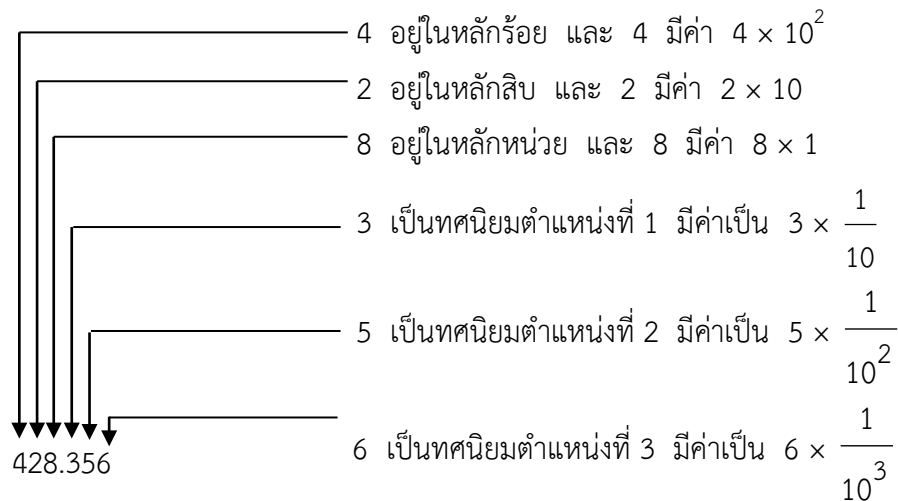 4 อยู่ในหลักร้อย และ 4 มีค่า 4 × 10²
2 อยู่ในหลักสิบ และ 2 มีค่า 2 × 10
8 อยู่ในหลักหน่วย และ 8 มีค่า 8 × 1
3 เป็นทศนิยมตำแหน่งที่ 1 มีค่าเป็น 3 × 1/10
5 เป็นทศนิยมตำแหน่งที่ 2 มีค่าเป็น 5 × 1/10²
6 เป็นทศนิยมตำแหน่งที่ 3 มีค่าเป็น 6 × 1/10³
428.356